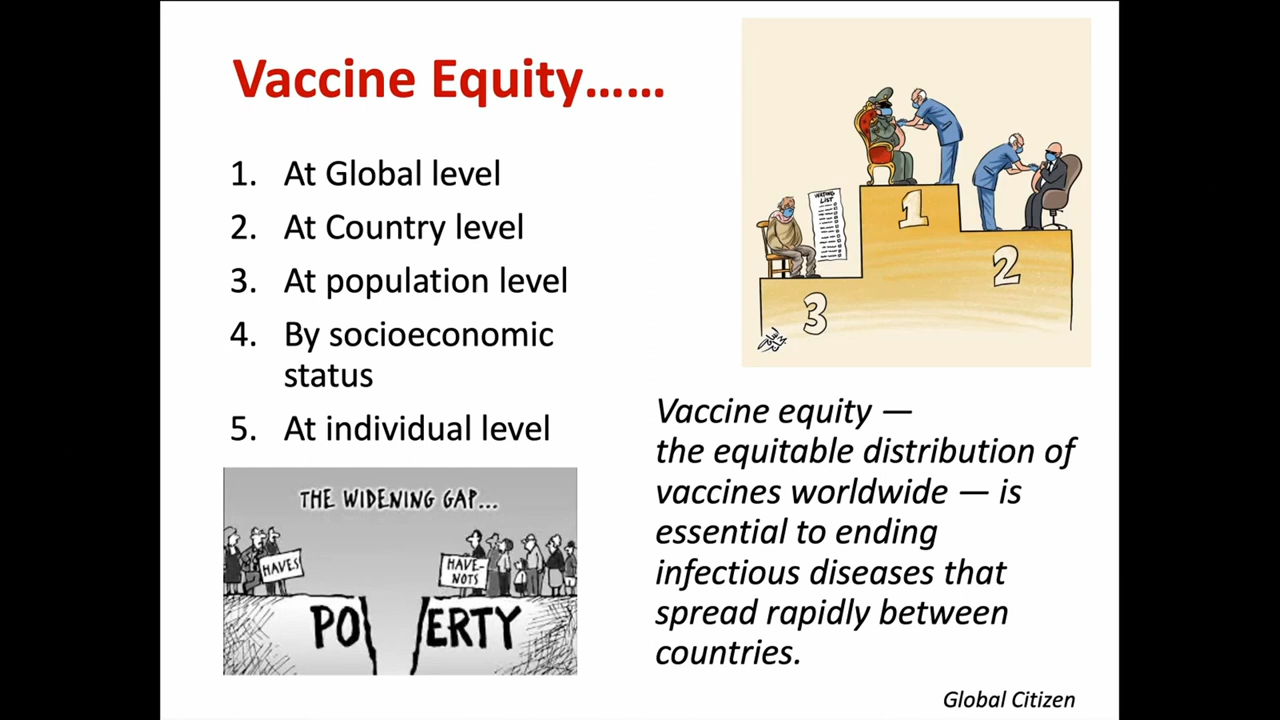 Vaccine Equity......
1. At Global level
2. At Country level
3. At population level
4. By socioeconomic
status
5. At individual level
THE WIDENING GAP...
HAVES
HAVE-
NOTS
PO ERTY
WAITING
LIST
1
2
3
Vaccine equity —
the equitable distribution of
vaccines worldwide — is
essential to ending
infectious diseases that
spread rapidly between
countries.
Global Citizen